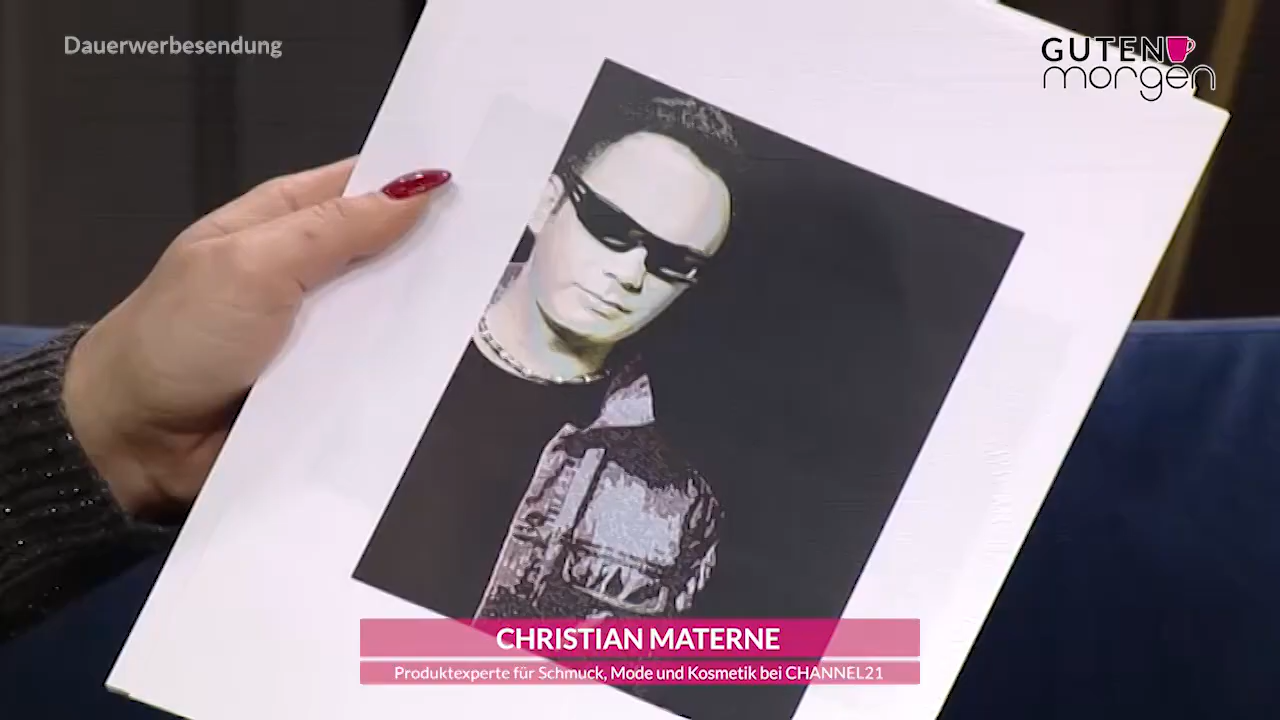 Dauerwerbesendung
GUTEN
morgen
CHRISTIAN MATERNE
Produktexperte für Schmuck, Mode und Kosmetik bei CHANNEL21